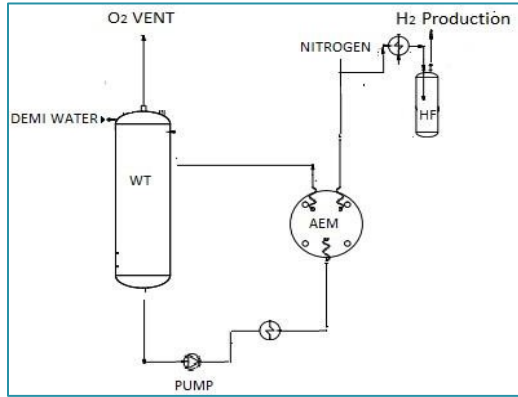 O2 VENT
H2 Production
NITROGEN
DEMI WATER
HF
WT
AEM
PUMP